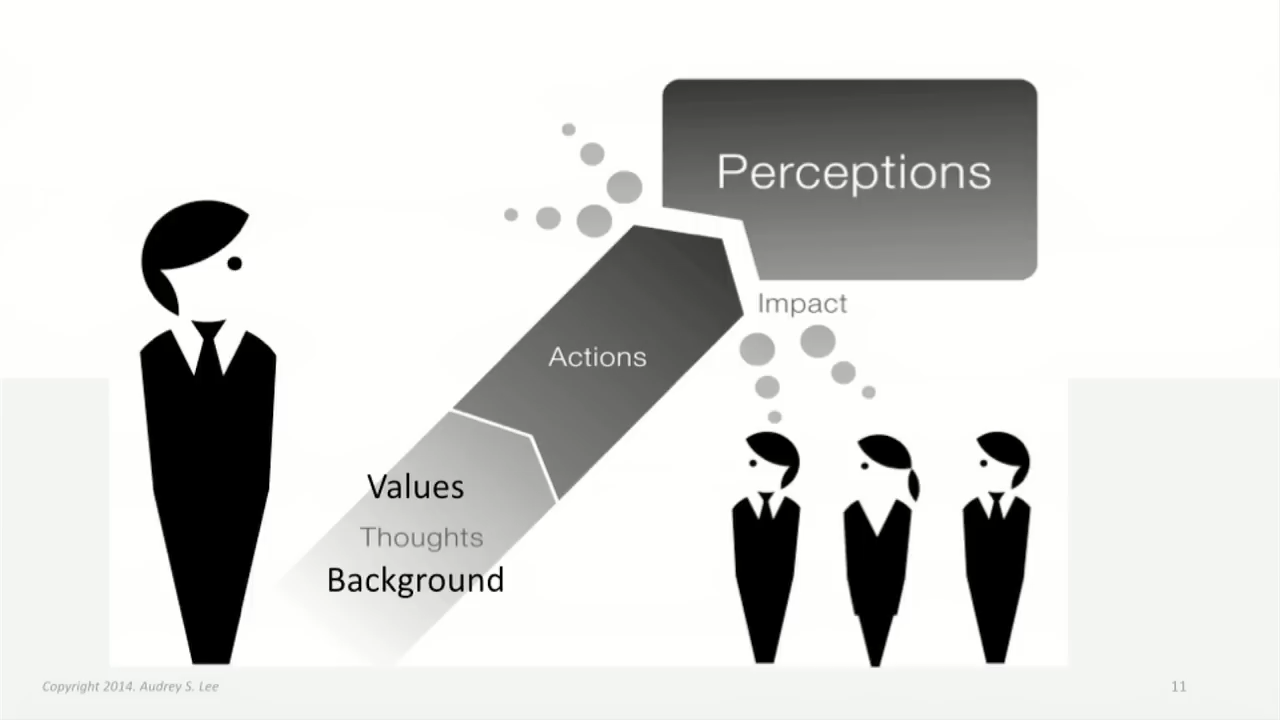 Perceptions
Impact
Actions
Values
Thoughts
Background
Copyright 2014. Audrey S. Lee
11